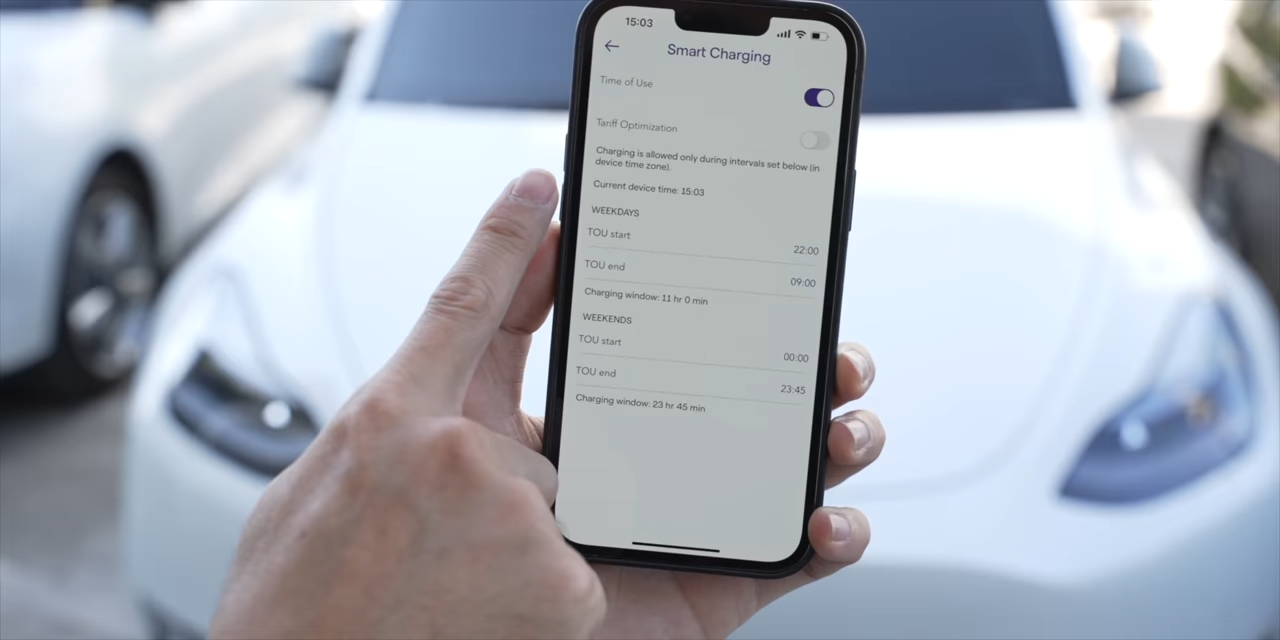 15:03
Smart Charging
Time of Use
Tariff Optimization
Charging is allowed only during intervals set below (in
device time zone).
Current device time: 15:03
WEEKDAYS
TOU start 22:00
TOU end 09:00
Charging window: 11 hr 0 min
WEEKENDS
TOU start 00:00
TOU end 23:45
Charging window: 23 hr 45 min